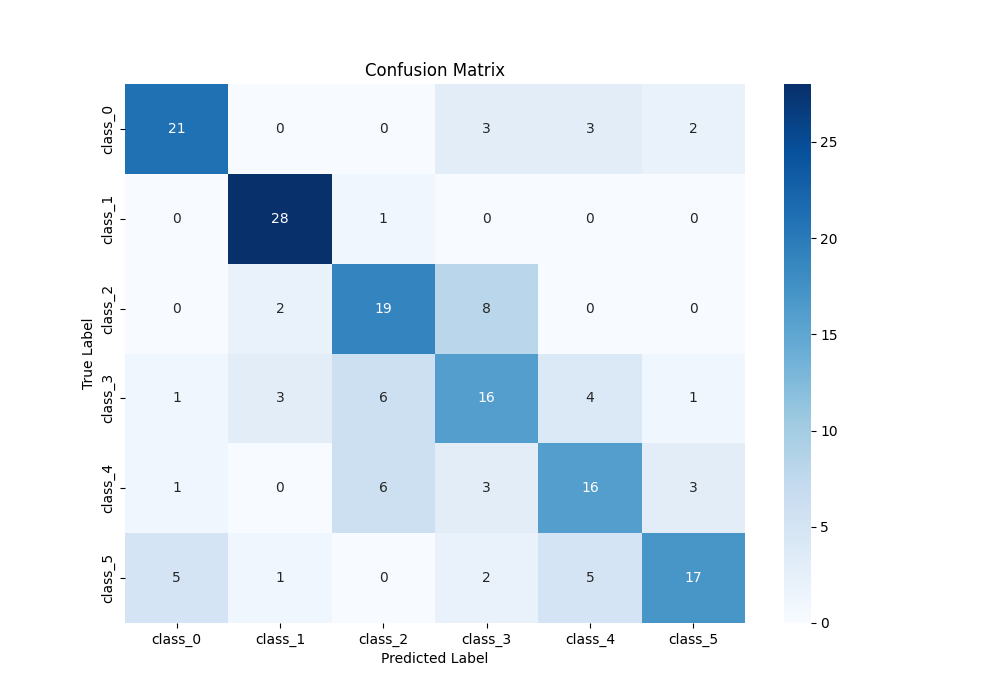 Confusion Matrix
class_0 21 0 0 3 3 2
class_1 0 28 1 0 0 0
class_2 0 2 19 8 0 0
class_3 1 3 6 16 4 1
class_4 1 0 6 3 16 3
class_5 5 1 0 2 5 17
True Label
class_0 class_1 class_2 class_3 class_4 class_5
Predicted Label
25
20
15
10
5
0